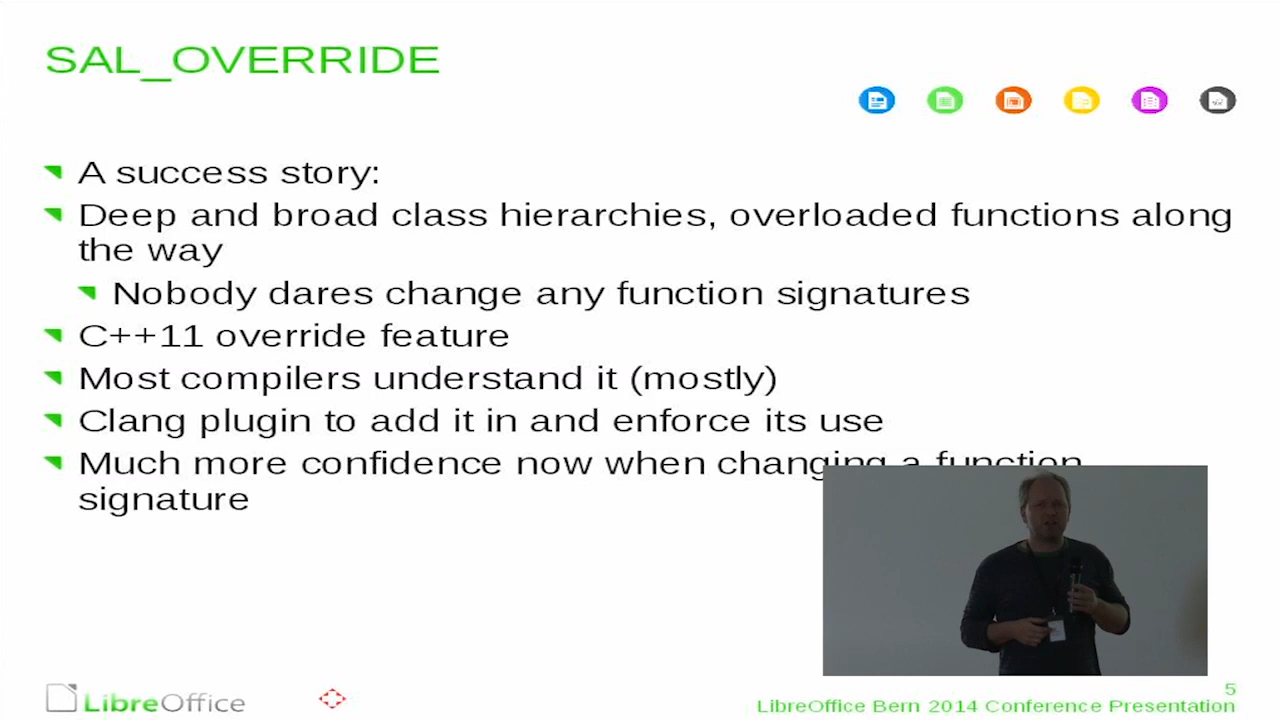 SAL_OVERRIDE
A success story:
Deep and broad class hierarchies, overloaded functions along
the way
Nobody dares change any function signatures
C++11 override feature
Most compilers understand it (mostly)
Clang plugin to add it in and enforce its use
Much more confidence now when changing a function
signature
LibreOffice
5
LibreOffice Bern 2014 Conference Presentation